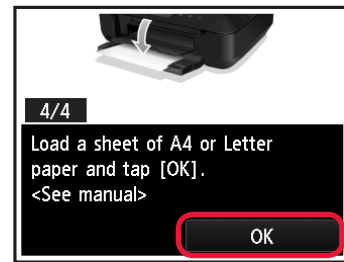 4/4
Load a sheet of A4 or Letter
paper and tap [OK].
<See manual>
OK